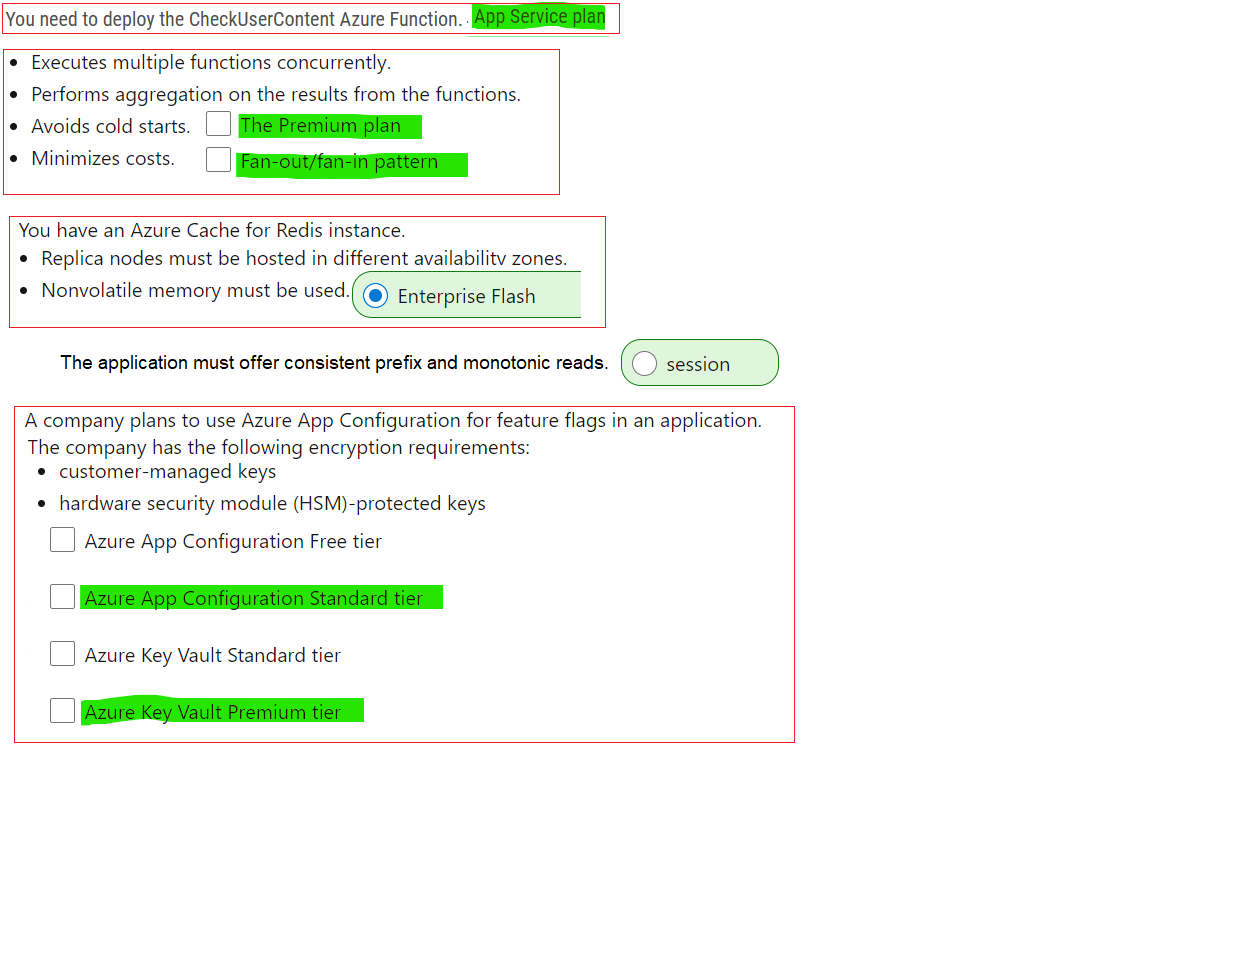 You need to deploy the CheckUserContent Azure Function. . App Service plan
• Executes multiple functions concurrently.
• Performs aggregation on the results from the functions.
• Avoids cold starts. The Premium plan
• Minimizes costs. Fan-out/fan-in pattern
You have an Azure Cache for Redis instance.
• Replica nodes must be hosted in different availability zones.
• Nonvolatile memory must be used. Enterprise Flash
The application must offer consistent prefix and monotonic reads. session
A company plans to use Azure App Configuration for feature flags in an application.
The company has the following encryption requirements:
• customer-managed keys
• hardware security module (HSM)-protected keys
Azure App Configuration Free tier
Azure App Configuration Standard tier
Azure Key Vault Standard tier
Azure Key Vault Premium tier